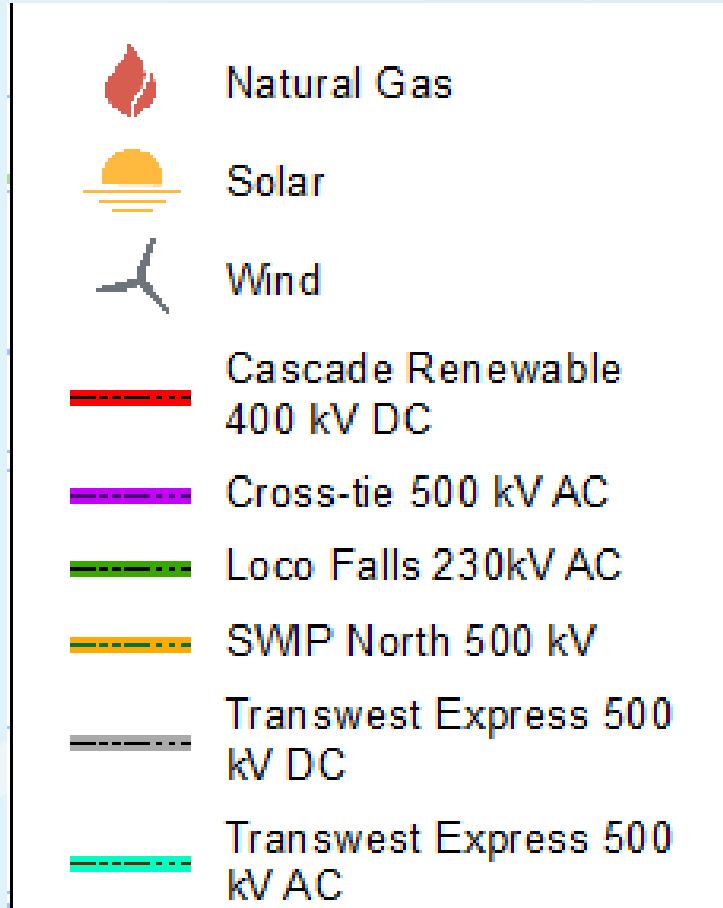 Natural Gas
Solar
Wind
Cascade Renewable
400 kV DC
Cross-tie 500 kV AC
Loco Falls 230kV AC
SWIP North 500 kV
Transwest Express 500
kV DC
Transwest Express 500
kV AC